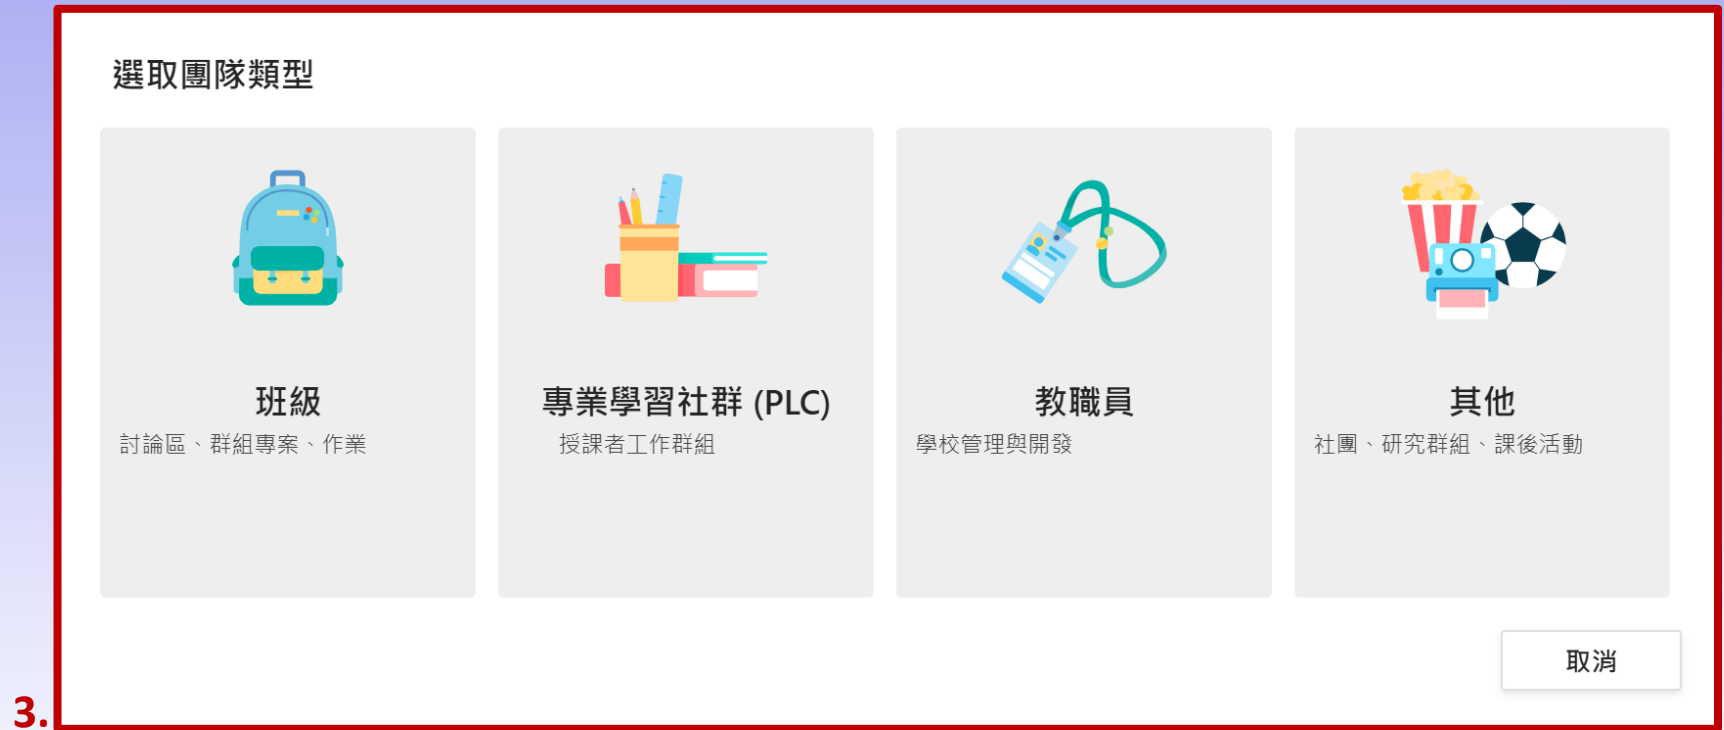 選取團隊類型
班級
討論區、群組專案、作業
專業學習社群 (PLC)
授課者工作群組
教職員
學校管理與開發
其他
社團、研究群組、課後活動
取消
3.